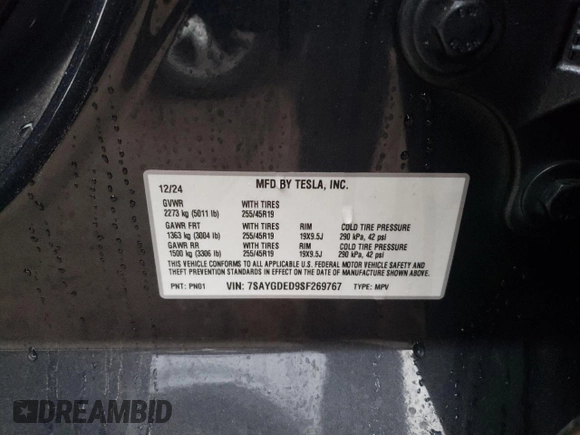 12/24 MFD BY TESLA, INC.
GVWR WITH TIRES
2273 kg (5011 lb) 255/45R19
GAWR FRT WITH TIRES RIM COLD TIRE PRESSURE
1363 kg (3004 lb) 255/45R19 19X9.5J 290 kPa, 42 psi
GAWR RR WITH TIRES RIM COLD TIRE PRESSURE
1500 kg (3306 lb) 255/45R19 19X9.5J 290 kPa, 42 psi
THIS VEHICLE CONFORMS TO ALL APPLICABLE U.S. FEDERAL MOTOR VEHICLE SAFETY AND
THEFT PREVENTION STANDARDS IN EFFECT ON THE DATE OF MANUFACTURE SHOWN ABOVE.
PNT: PN01 VIN: 7SAYGDED9SF269767 TYPE: MPV
DREAMBID